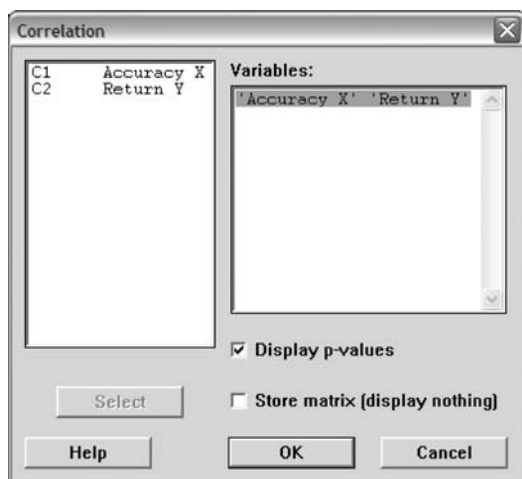 Correlation
C1 Accuracy X
C2 Return Y
Variables:
'Accuracy X' 'Return Y'
Display p-values
Select
Store matrix (display nothing)
Help
OK
Cancel